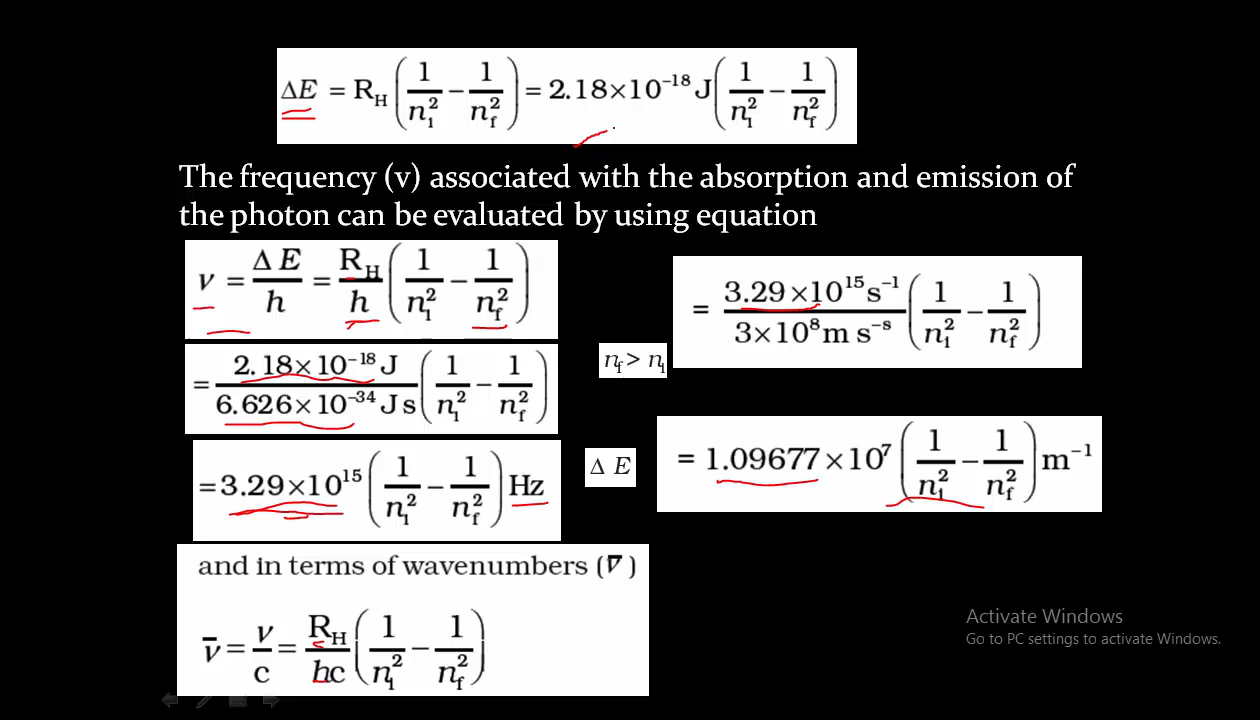 ΔE = R_H (1/n_i² − 1/n_f²) = 2.18×10⁻¹⁸ J (1/n_i² − 1/n_f²)
The frequency (ν) associated with the absorption and emission of
the photon can be evaluated by using equation
ν = ΔE/h = R_H/h (1/n_i² − 1/n_f²)
= 2.18×10⁻¹⁸ J / 6.626×10⁻³⁴ J s (1/n_i² − 1/n_f²)
= 3.29×10¹⁵ (1/n_i² − 1/n_f²) Hz
and in terms of wavenumbers (ν̅)
ν̅ = ν/c = R_H/hc (1/n_i² − 1/n_f²)
n_f > n_i
Δ E
= 3.29×10¹⁵ s⁻¹ / 3×10⁸ m s⁻ˢ (1/n_i² − 1/n_f²)
= 1.09677×10⁷ (1/n_i² − 1/n_f²) m⁻¹
Activate Windows
Go to PC settings to activate Windows.